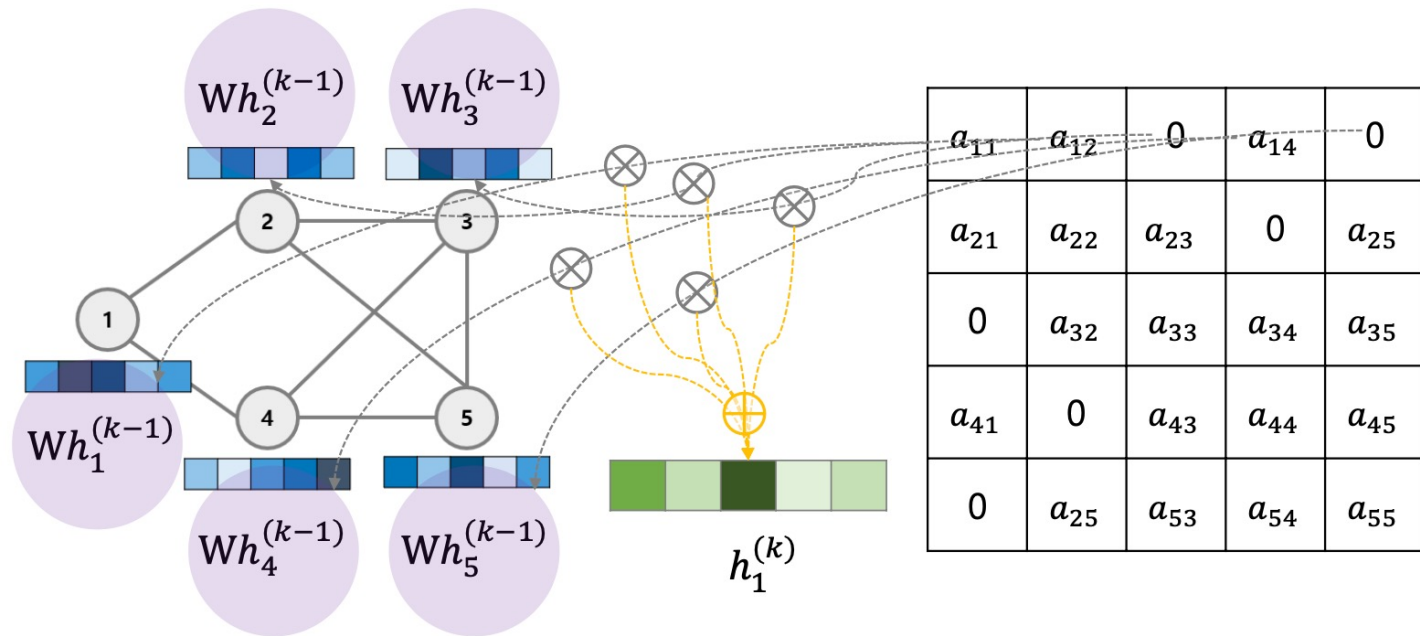 Wh₂⁽ᵏ⁻¹⁾ Wh₃⁽ᵏ⁻¹⁾
2 3
1
4 5
Wh₁⁽ᵏ⁻¹⁾
Wh₄⁽ᵏ⁻¹⁾ Wh₅⁽ᵏ⁻¹⁾
h₁⁽ᵏ⁾
a₁₁ a₁₂ 0 a₁₄ 0
a₂₁ a₂₂ a₂₃ 0 a₂₅
0 a₃₂ a₃₃ a₃₄ a₃₅
a₄₁ 0 a₄₃ a₄₄ a₄₅
0 a₂₅ a₅₃ a₅₄ a₅₅